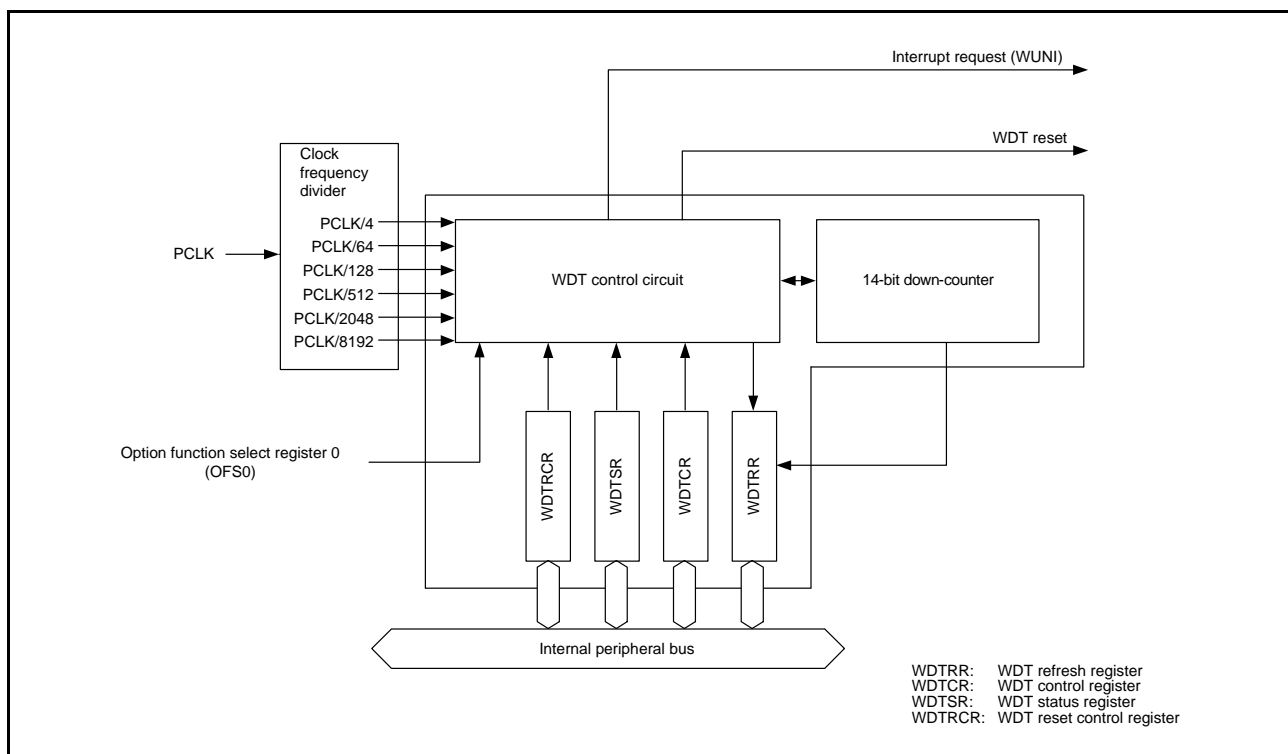 Interrupt request (WUNI)
WDT reset
Clock
frequency
divider
PCLK/4
PCLK/64
PCLK/128
PCLK/512
PCLK/2048
PCLK/8192
PCLK
WDT control circuit
14-bit down-counter
Option function select register 0
(OFS0)
WDTRCR
WDTSR
WDTCR
WDTRR
Internal peripheral bus
WDTRR: WDT refresh register
WDTCR: WDT control register
WDTSR: WDT status register
WDTRCR: WDT reset control register